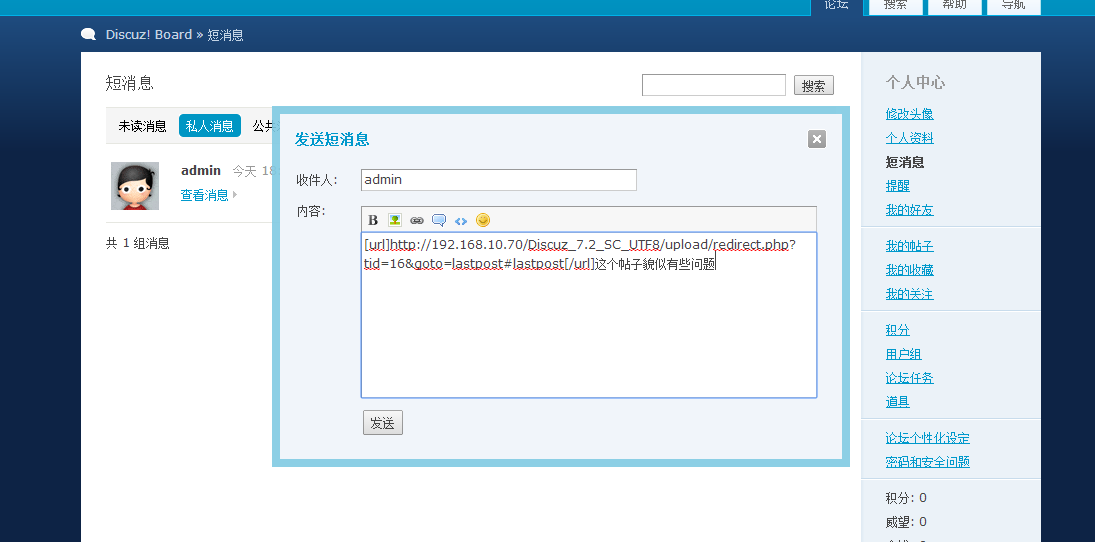 论坛 搜索 帮助 导航
Discuz! Board » 短消息
短消息 搜索
未读消息 私人消息 公共
admin 今天 18
查看消息
共 1 组消息
发送短消息
收件人: admin
内容:
B
[url]http://192.168.10.70/Discuz_7.2_SC_UTF8/upload/redirect.php?
tid=16&goto=lastpost#lastpost[/url]这个帖子貌似有些问题
发送
个人中心
修改头像
个人资料
短消息
提醒
我的好友
我的帖子
我的收藏
我的关注
积分
用户组
论坛任务
道具
论坛个性化设定
密码和安全问题
积分: 0
威望: 0